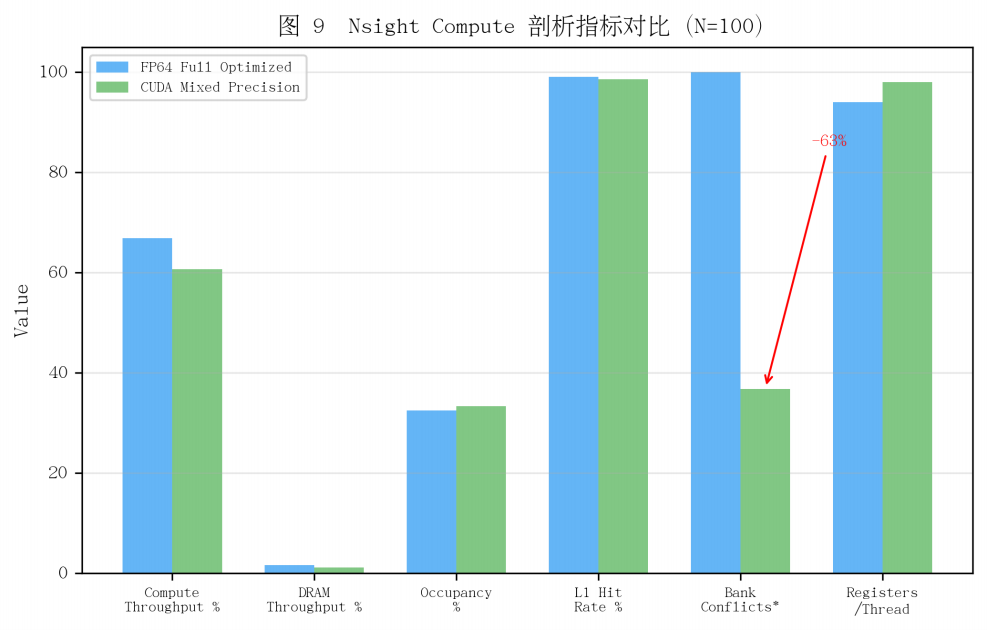 图 9  Nsight Compute 剖析指标对比 (N=100)
FP64 Full Optimized
CUDA Mixed Precision
-63%
Value
100
80
60
40
20
0
Compute
Throughput %
DRAM
Throughput %
Occupancy
%
L1 Hit
Rate %
Bank
Conflicts*
Registers
/Thread